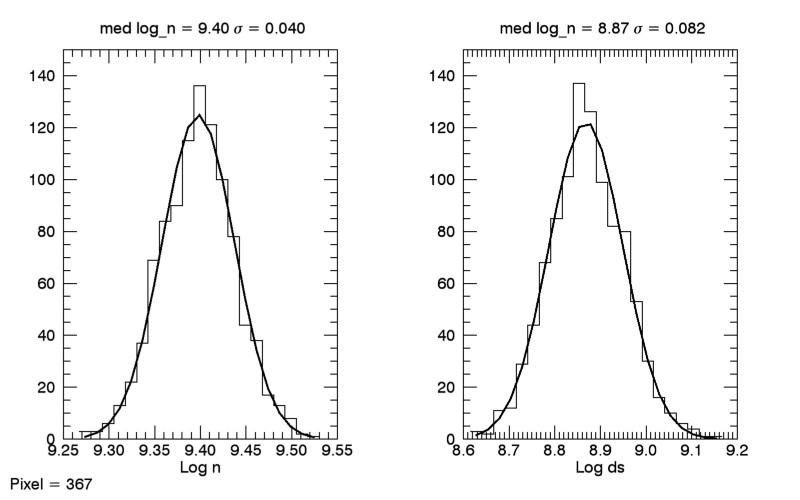 med log_n = 9.40 σ = 0.040
med log_n = 8.87 σ = 0.082
140
120
100
80
60
40
20
0
9.25 9.30 9.35 9.40 9.45 9.50 9.55
Log n
140
120
100
80
60
40
20
0
8.6 8.7 8.8 8.9 9.0 9.1 9.2
Log ds
Pixel = 367